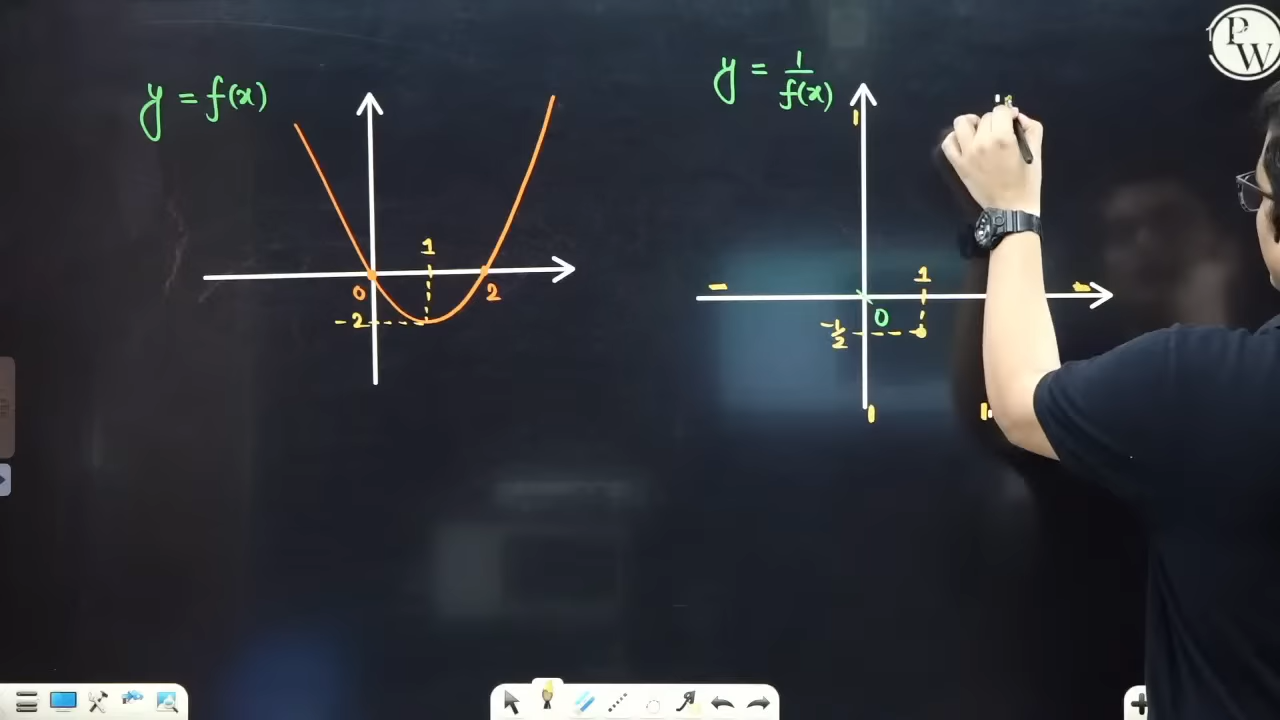 y = f(x)
1
0
2
-2
y = 1/f(x)
1
0
-1/2
PW